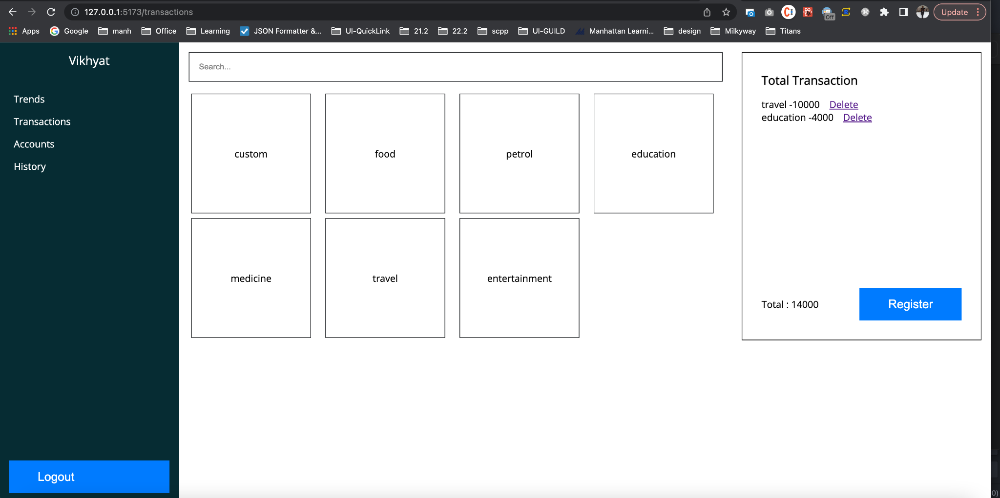 127.0.0.1:5173/transactions
Update
Off
Apps Google manh Office Learning JSON Formatter &... UI-QuickLink 21.2 22.2 scpp UI-GUILD Manhattan Learni... design Milkyway Titans
Vikhyat
Trends
Transactions
Accounts
History
Logout
Search...
custom food petrol education
medicine travel entertainment
Total Transaction
travel -10000 Delete
education -4000 Delete
Total : 14000 Register